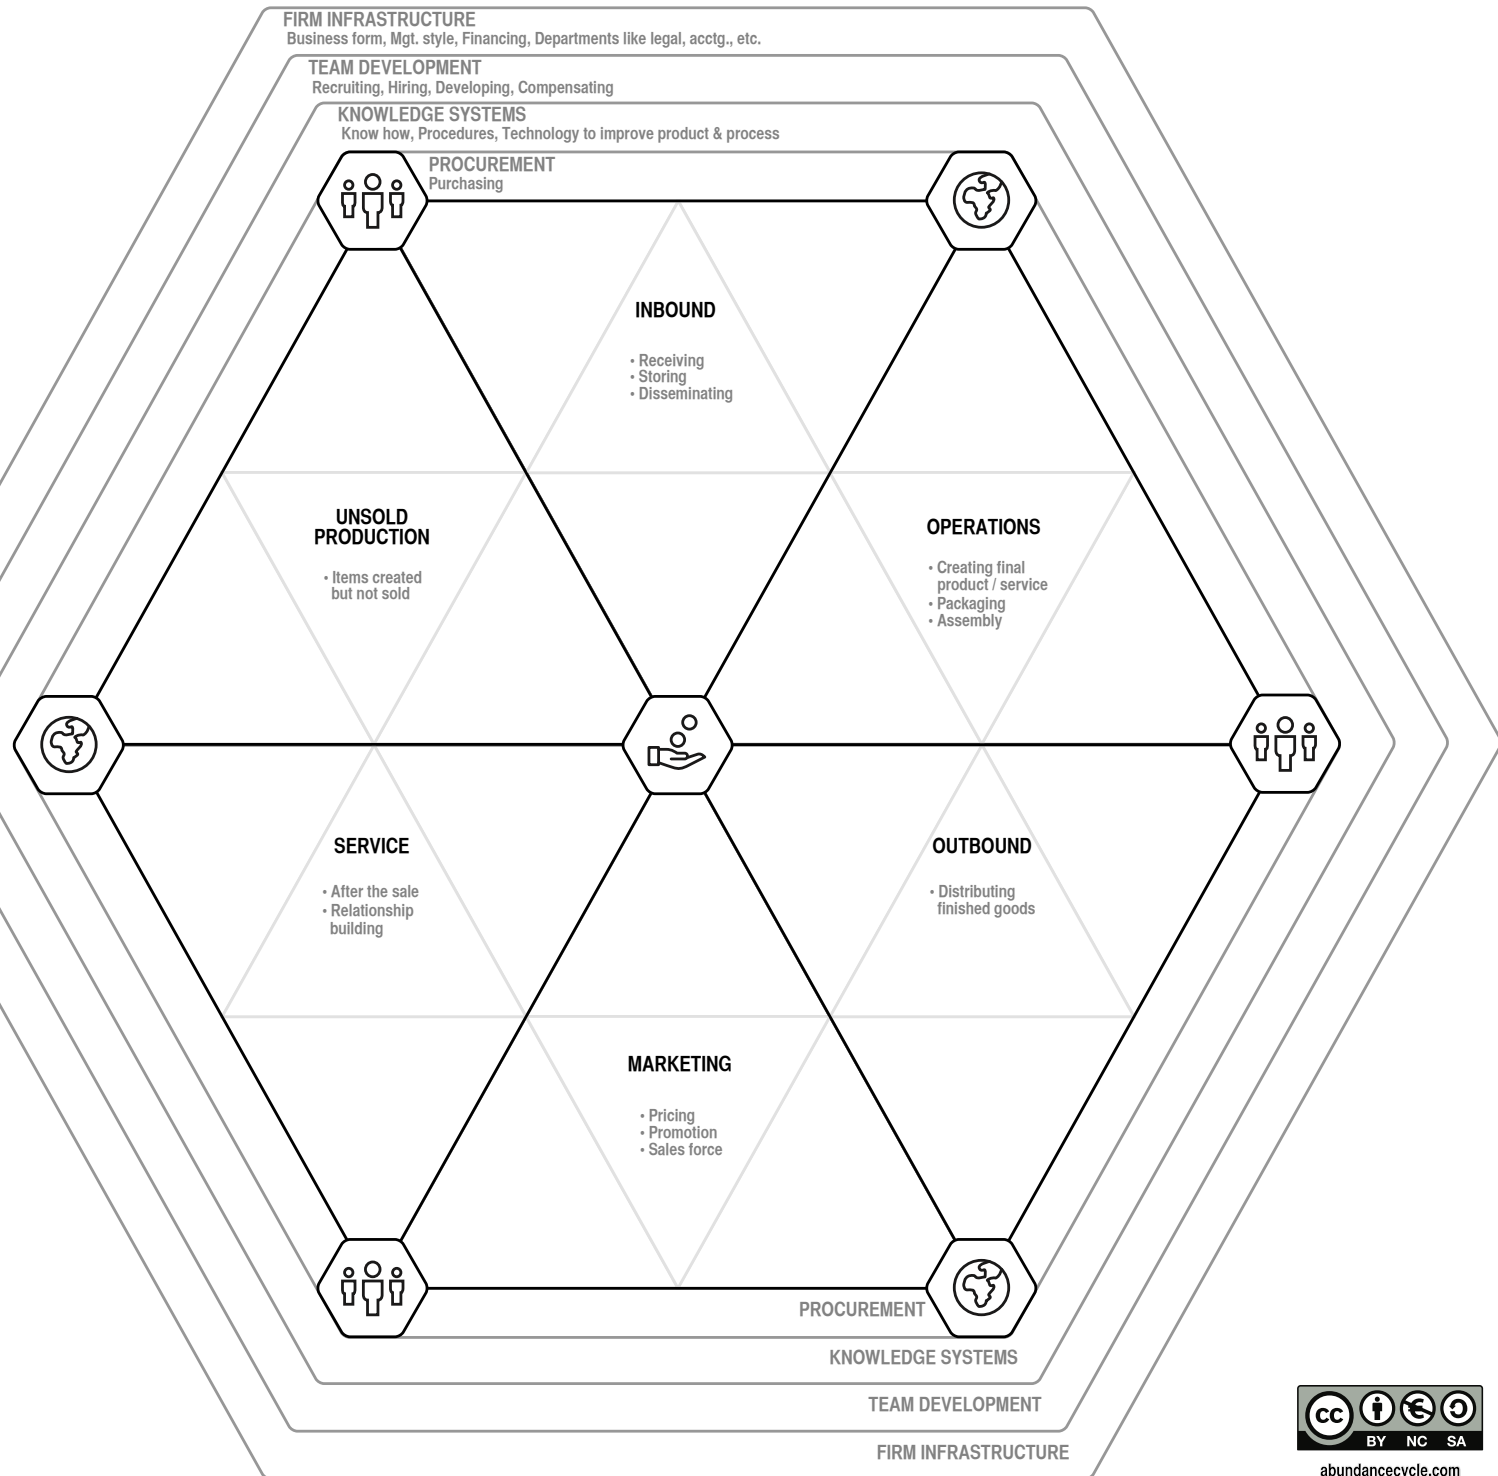 FIRM INFRASTRUCTURE
Business form, Mgt. style, Financing, Departments like legal, acctg., etc.
TEAM DEVELOPMENT
Recruiting, Hiring, Developing, Compensating
KNOWLEDGE SYSTEMS
Know how, Procedures, Technology to improve product & process
PROCUREMENT
Purchasing
INBOUND
• Receiving
• Storing
• Disseminating
UNSOLD
PRODUCTION
• Items created
but not sold
OPERATIONS
• Creating final
product / service
• Packaging
• Assembly
SERVICE
• After the sale
• Relationship
building
OUTBOUND
• Distributing
finished goods
MARKETING
• Pricing
• Promotion
• Sales force
PROCUREMENT
KNOWLEDGE SYSTEMS
TEAM DEVELOPMENT
FIRM INFRASTRUCTURE
cc
BY NC SA
abundancecycle.com